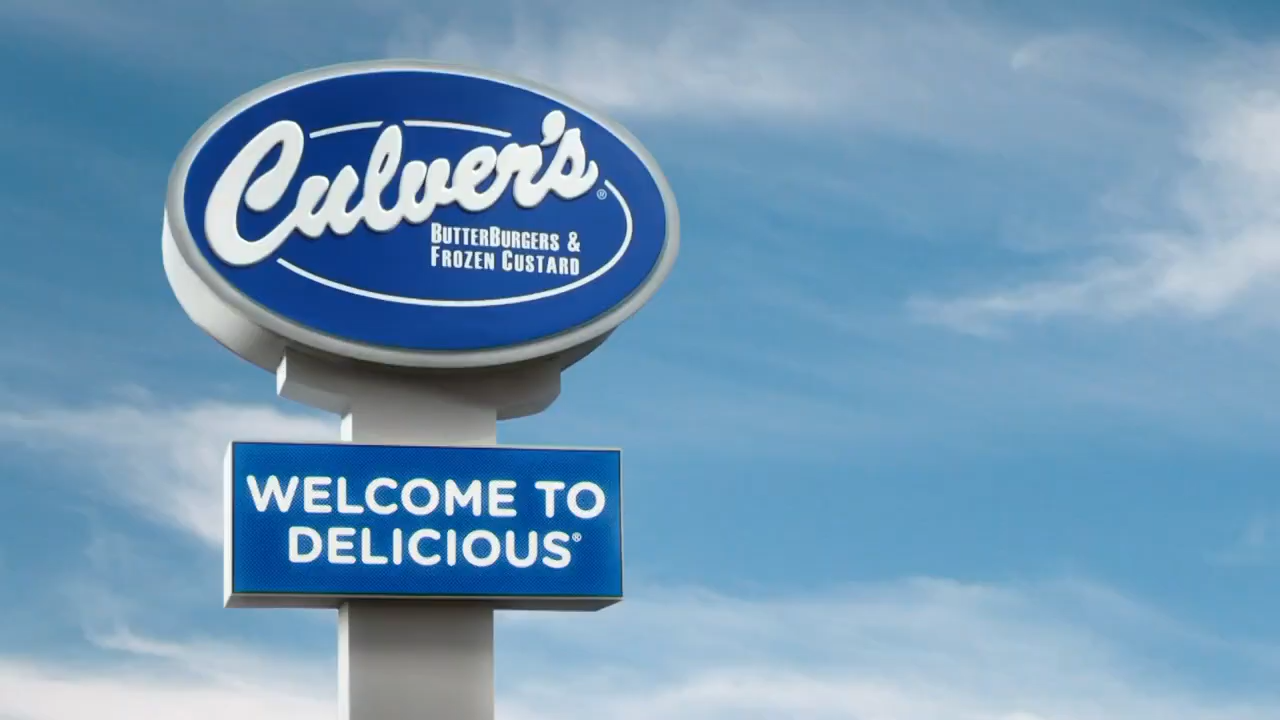 Culver's®
BUTTERBURGERS &
FROZEN CUSTARD
WELCOME TO
DELICIOUS®